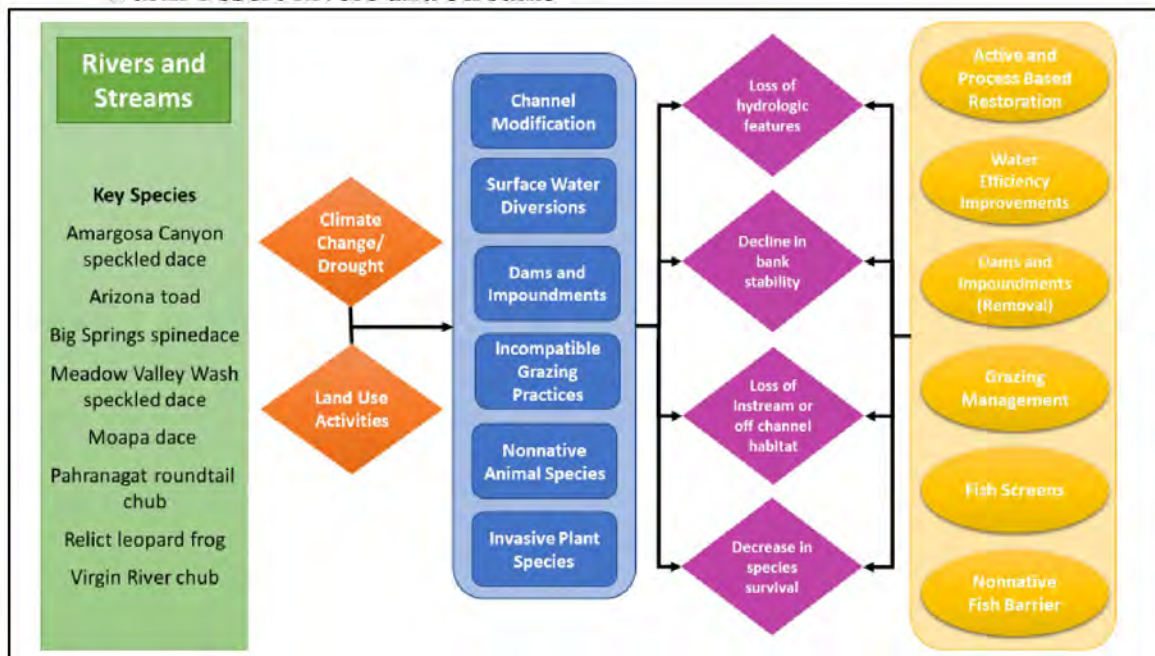 Rivers and
Streams
Key Species
Amargosa Canyon
speckled dace
Arizona toad
Big Springs spinedace
Meadow Valley Wash
speckled dace
Moapa dace
Pahranagat roundtail
chub
Relict leopard frog
Virgin River chub
Climate
Change/
Drought
Land Use
Activities
Channel
Modification
Surface Water
Diversions
Dams and
Impoundments
Incompatible
Grazing
Practices
Nonnative
Animal Species
Invasive Plant
Species
Loss of
hydrologic
features
Decline in
bank
stability
Loss of
Instream or
off channel
habitat
Decrease in
species
survival
Active and
Process Based
Restoration
Water
Efficiency
Improvements
Dams and
Impoundments
(Removal)
Grazing
Management
Fish Screens
Nonnative
Fish Barrier